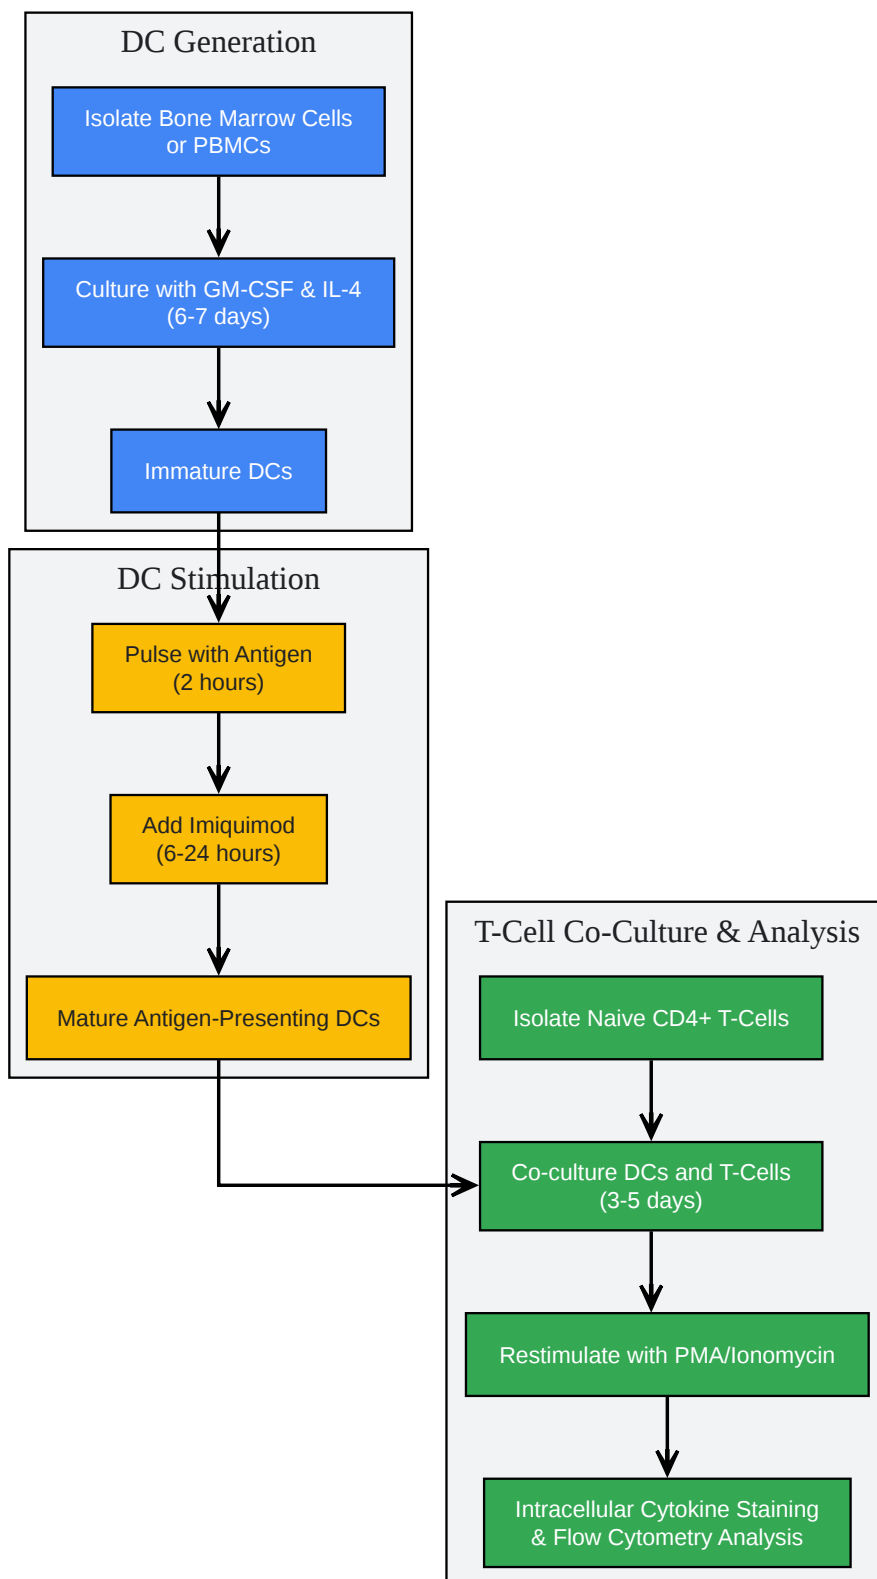 DC Generation
Isolate Bone Marrow Cells
or PBMCs
Culture with GM-CSF & IL-4
(6-7 days)
Immature DCs
DC Stimulation
Pulse with Antigen
(2 hours)
Add Imiquimod
(6-24 hours)
Mature Antigen-Presenting DCs
T-Cell Co-Culture & Analysis
Isolate Naive CD4+ T-Cells
Co-culture DCs and T-Cells
(3-5 days)
Restimulate with PMA/Ionomycin
Intracellular Cytokine Staining
& Flow Cytometry Analysis